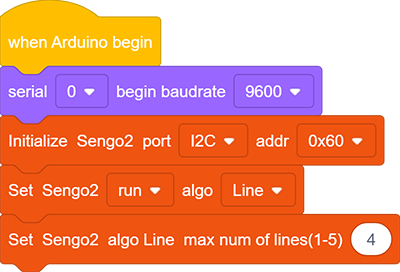 when Arduino begin
serial 0 begin baudrate 9600
Initialize Sengo2 port I2C addr 0x60
Set Sengo2 run algo Line
Set Sengo2 algo Line max num of lines(1-5) 4